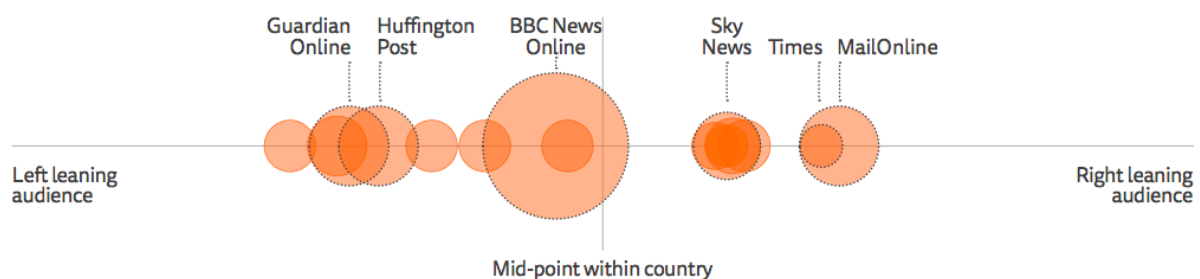 Guardian
Online
Huffington
Post
BBC News
Online
Sky
News
Times
MailOnline
Left leaning
audience
Right leaning
audience
Mid-point within country